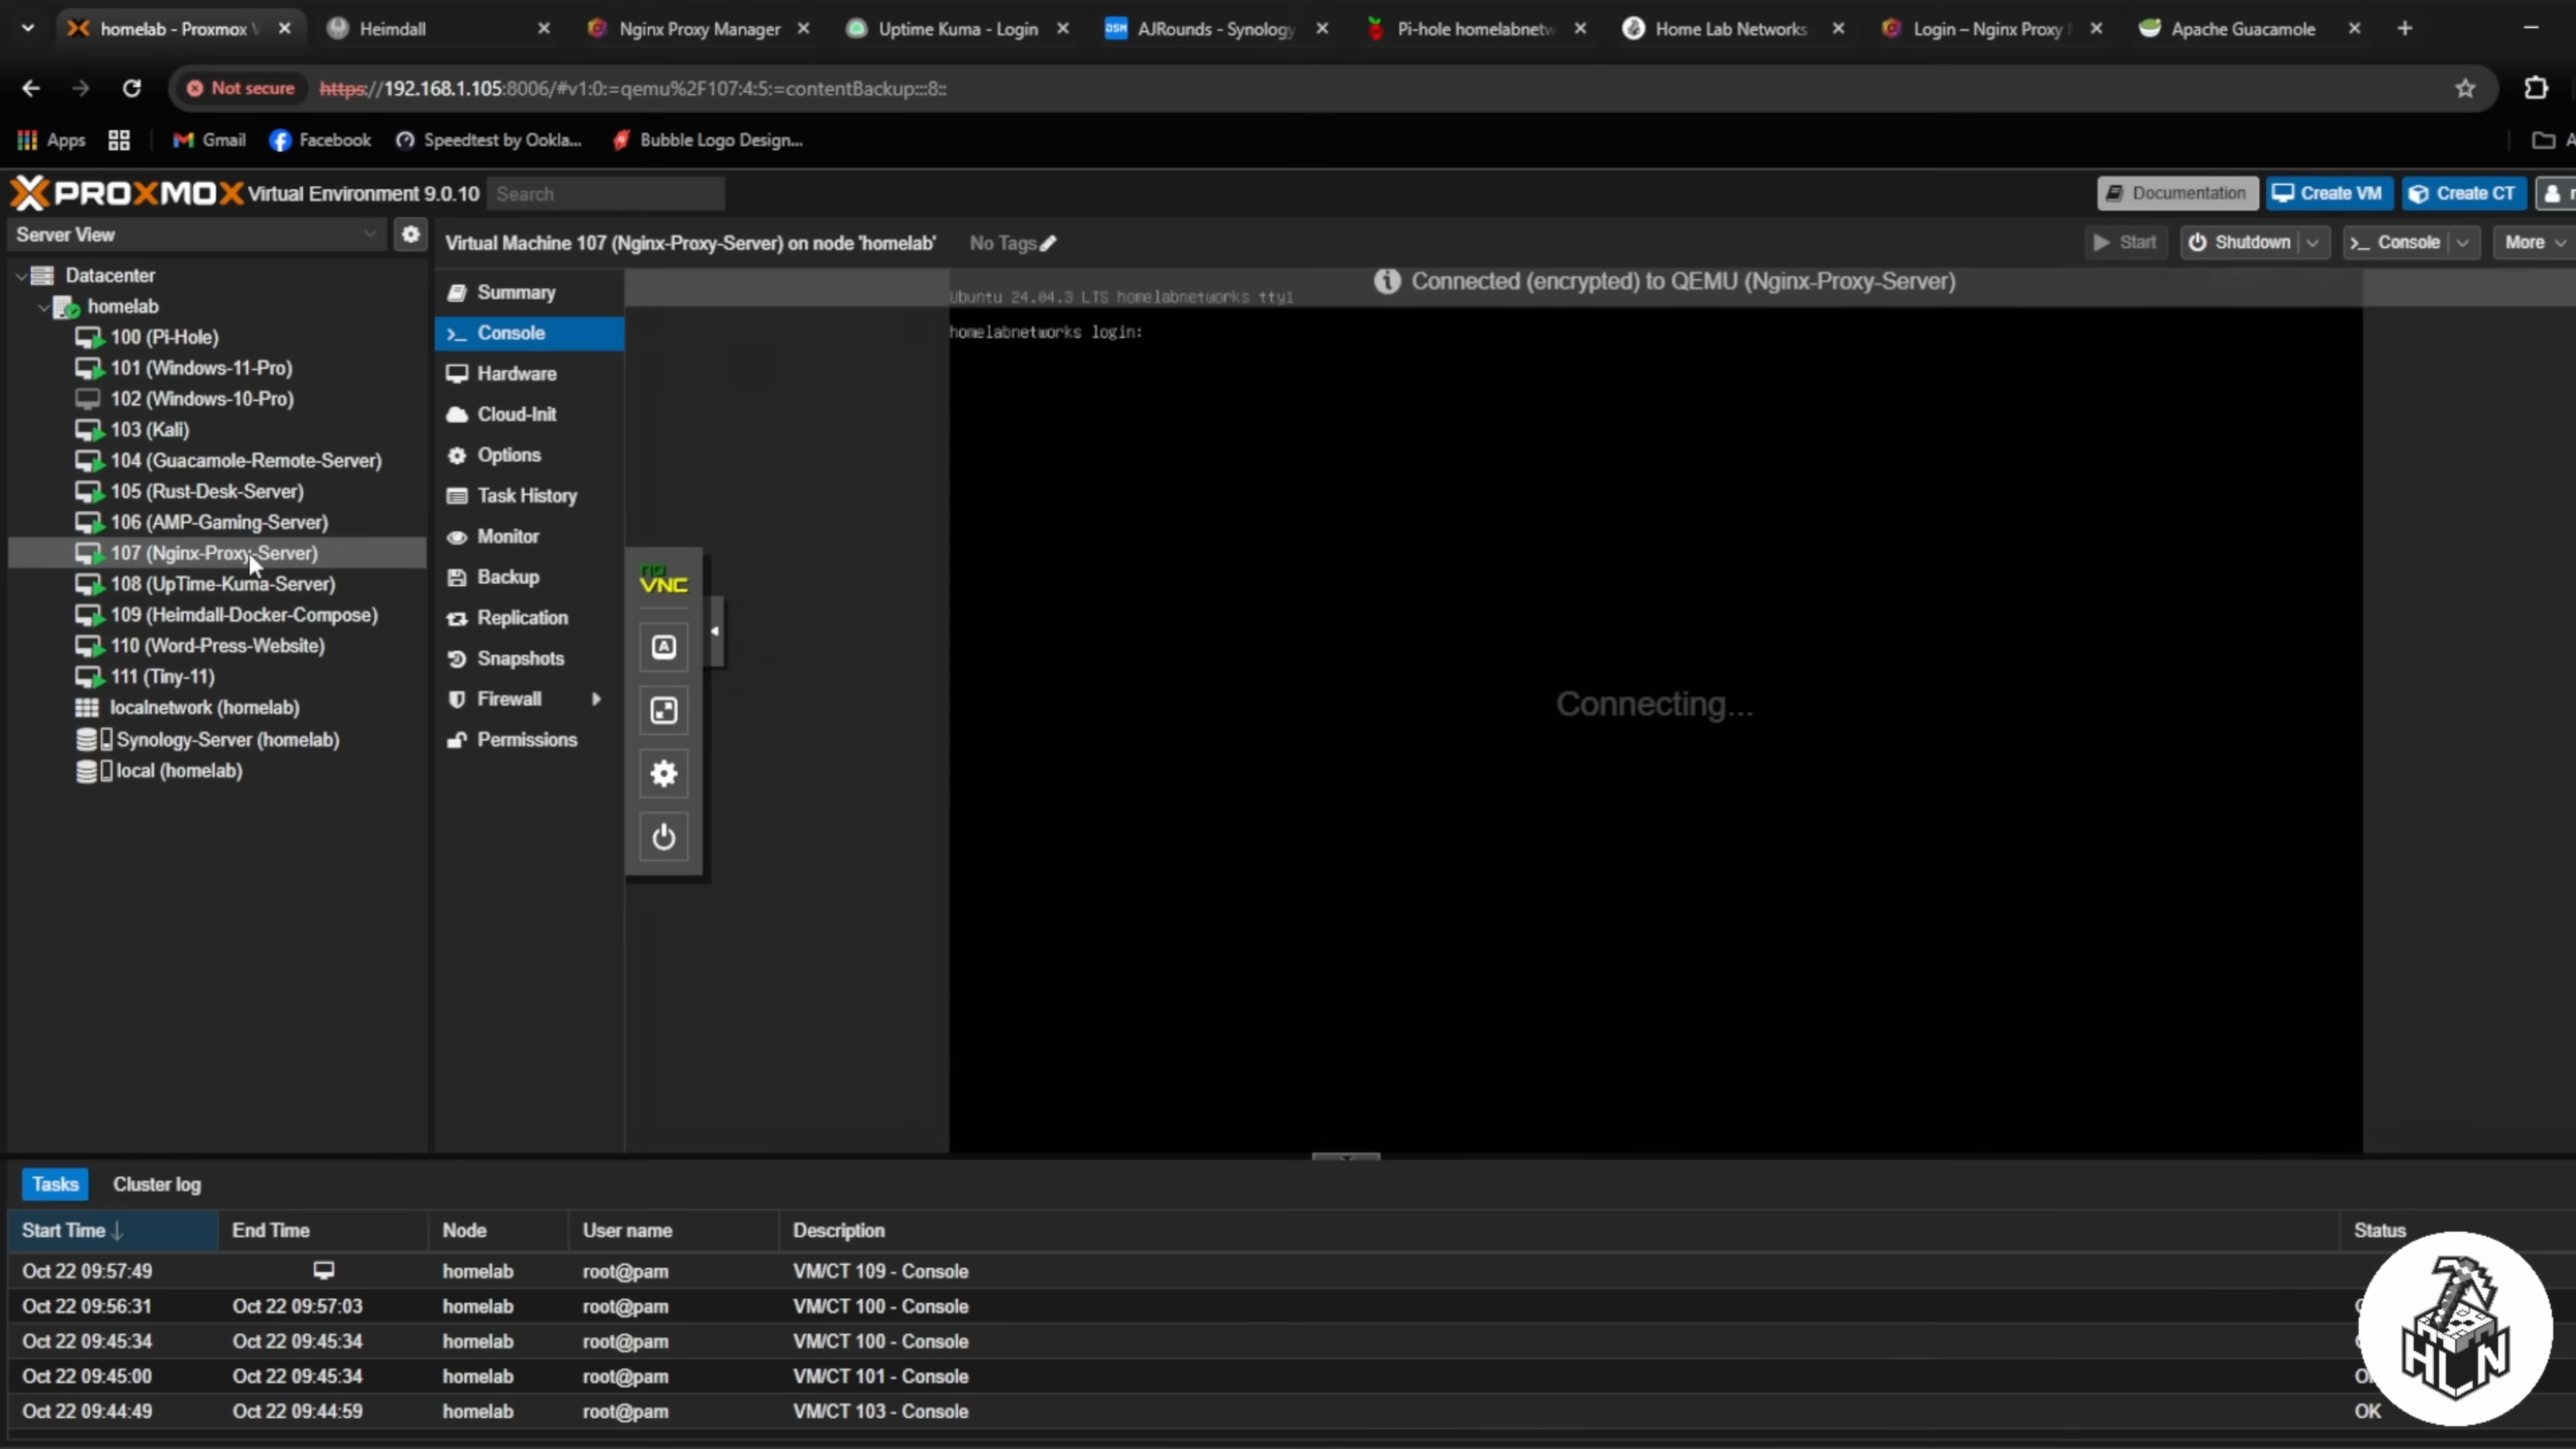 homelab - Proxmox V
Heimdall
Nginx Proxy Manager
Uptime Kuma - Login
DSM AJRounds - Synology
Pi-hole homelabnetw
Home Lab Networks
Login – Nginx Proxy
Apache Guacamole
Not secure https://192.168.1.105:8006/#v1:0:=qemu%2F107:4:5:=contentBackup:::8::
Apps
Gmail
Facebook
Speedtest by Ookla...
Bubble Logo Design...
PROXMOX Virtual Environment 9.0.10
Search
Documentation
Create VM
Create CT
Server View
Virtual Machine 107 (Nginx-Proxy-Server) on node 'homelab'
No Tags
Start
Shutdown
>_ Console
More
Datacenter
homelab
100 (Pi-Hole)
101 (Windows-11-Pro)
102 (Windows-10-Pro)
103 (Kali)
104 (Guacamole-Remote-Server)
105 (Rust-Desk-Server)
106 (AMP-Gaming-Server)
107 (Nginx-Proxy-Server)
108 (UpTime-Kuma-Server)
109 (Heimdall-Docker-Compose)
110 (Word-Press-Website)
111 (Tiny-11)
localnetwork (homelab)
Synology-Server (homelab)
local (homelab)
Summary
>_ Console
Hardware
Cloud-Init
Options
Task History
Monitor
Backup
Replication
Snapshots
Firewall
Permissions
no
VNC
A
Connected (encrypted) to QEMU (Nginx-Proxy-Server)
Ubuntu 24.04.3 LTS homelabnetworks tty1
homelabnetworks login:
Connecting...
Tasks
Cluster log
Start Time End Time Node User name Description Status
Oct 22 09:57:49 homelab root@pam VM/CT 109 - Console
Oct 22 09:56:31 Oct 22 09:57:03 homelab root@pam VM/CT 100 - Console
Oct 22 09:45:34 Oct 22 09:45:34 homelab root@pam VM/CT 100 - Console
Oct 22 09:45:00 Oct 22 09:45:34 homelab root@pam VM/CT 101 - Console
Oct 22 09:44:49 Oct 22 09:44:59 homelab root@pam VM/CT 103 - Console OK
HLN